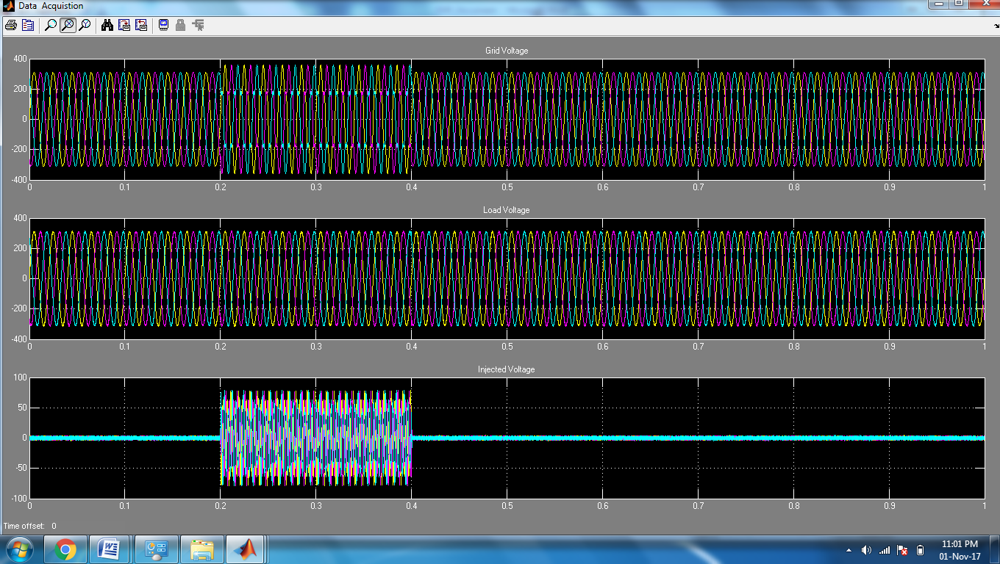 Data Acquistion
Grid Voltage
400
200
0
-200
-400
0 0.1 0.2 0.3 0.4 0.5 0.6 0.7 0.8 0.9 1
Load Voltage
400
200
0
-200
-400
0 0.1 0.2 0.3 0.4 0.5 0.6 0.7 0.8 0.9 1
Injected Voltage
100
50
0
-50
-100
0 0.1 0.2 0.3 0.4 0.5 0.6 0.7 0.8 0.9 1
Time offset: 0
11:01 PM
01-Nov-17